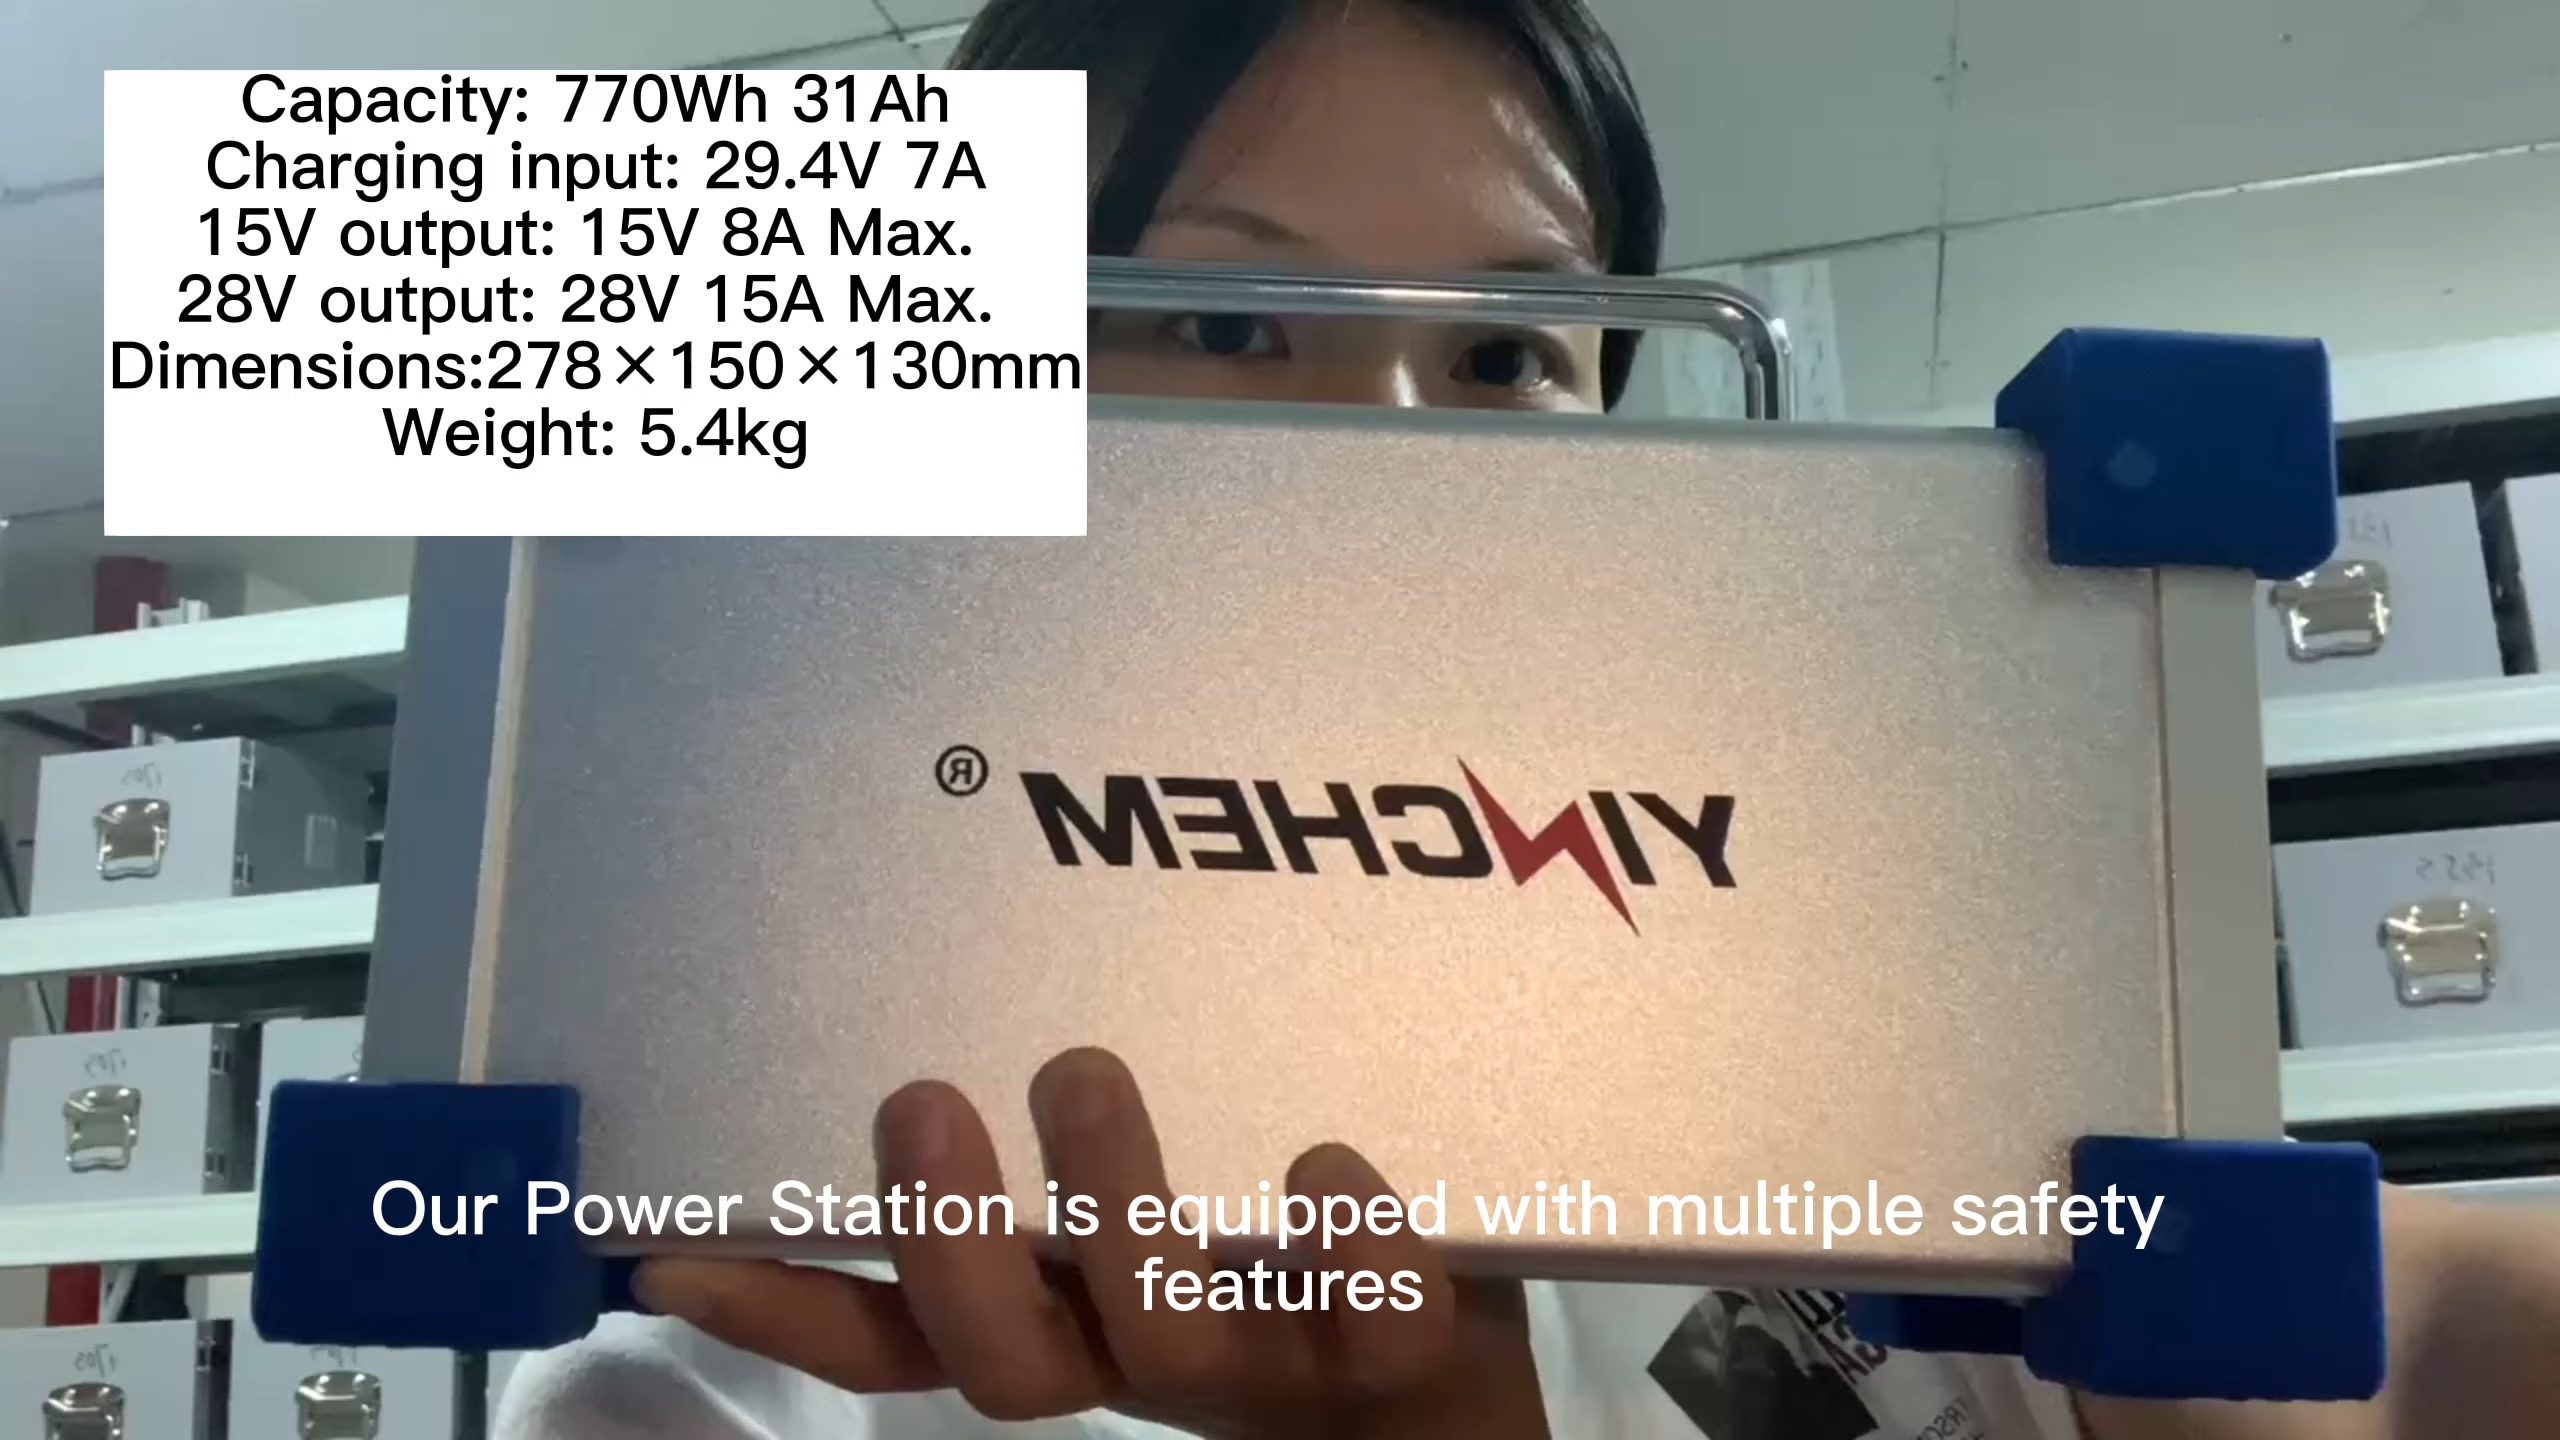 Capacity: 770Wh 31Ah
Charging input: 29.4V 7A
15V output: 15V 8A Max.
28V output: 28V 15A Max.
Dimensions:278×150×130mm
Weight: 5.4kg
YINCHEM®
Our Power Station is equipped with multiple safety
features